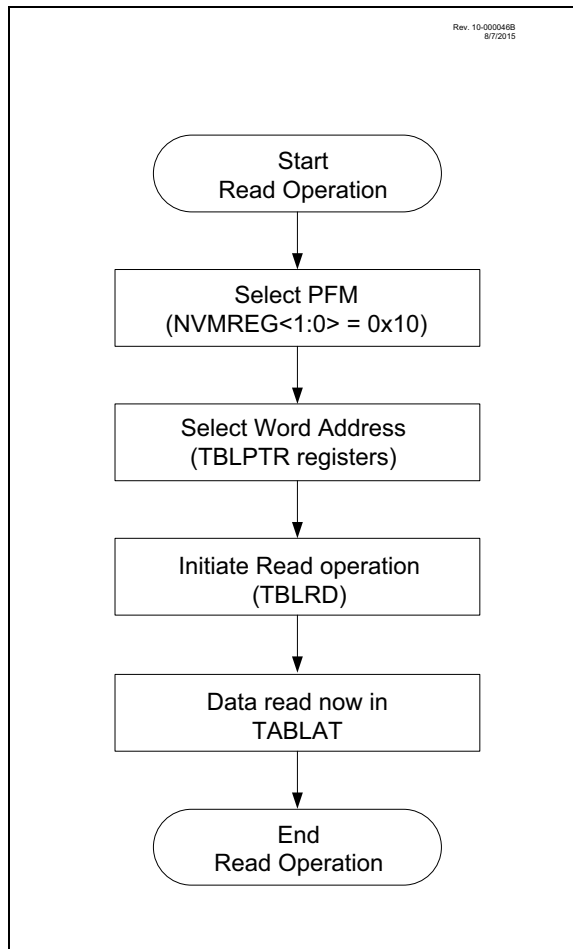 Rev. 10-000046B
8/7/2015
Start
Read Operation
Select PFM
(NVMREG<1:0> = 0x10)
Select Word Address
(TBLPTR registers)
Initiate Read operation
(TBLRD)
Data read now in
TABLAT
End
Read Operation